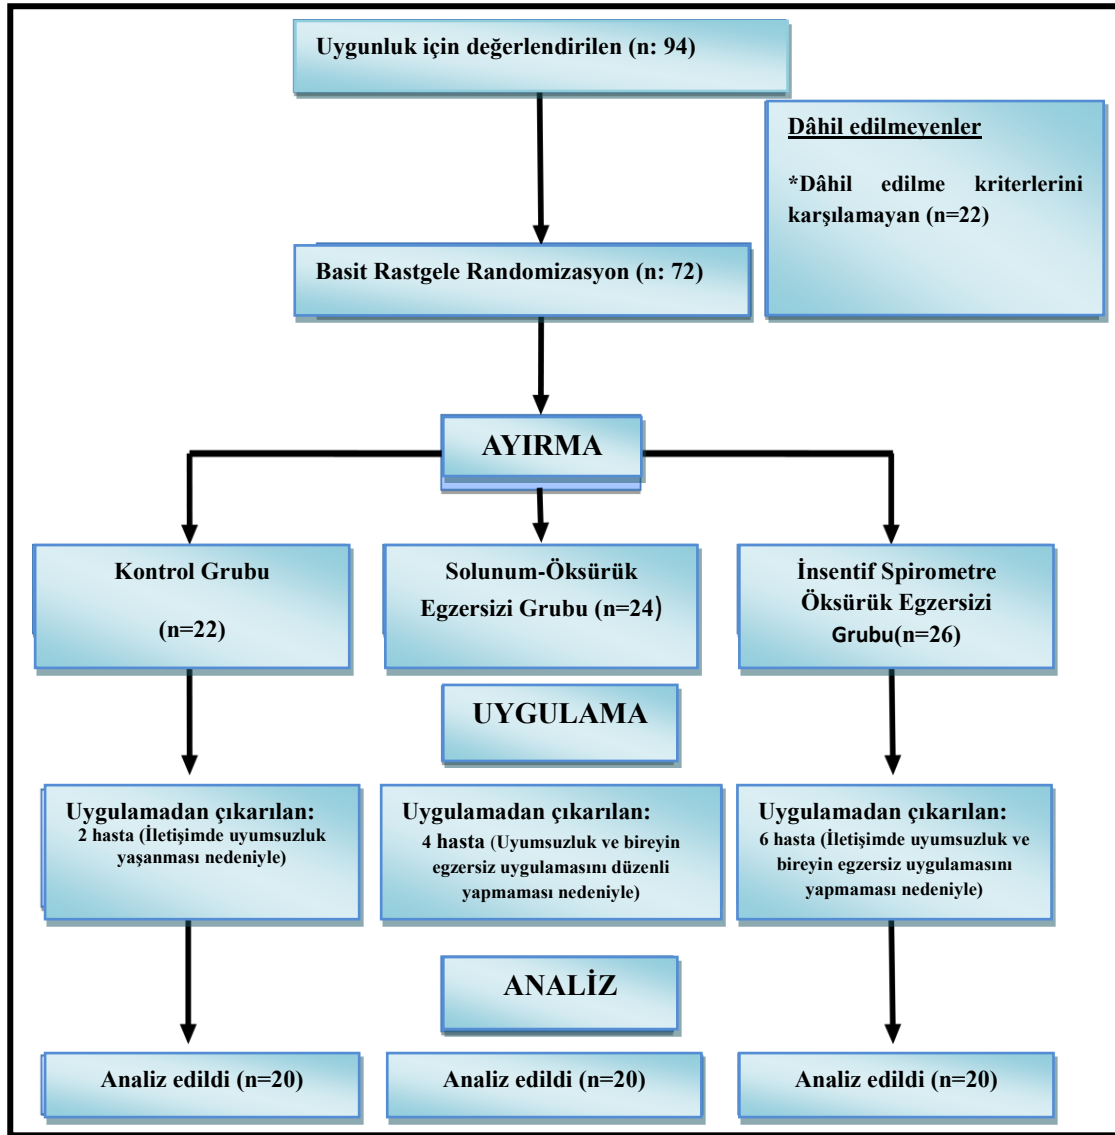 Uygunluk için değerlendirilen (n: 94)
Dâhil edilmeyenler
*Dâhil edilme kriterlerini
karşılamayan (n=22)
Basit Rastgele Randomizasyon (n: 72)
AYIRMA
Kontrol Grubu
(n=22)
Solunum-Öksürük
Egzersizi Grubu (n=24)
İnsentif Spirometre
Öksürük Egzersizi
Grubu(n=26)
UYGULAMA
Uygulamadan çıkarılan:
2 hasta (İletişimde uyumsuzluk
yaşanması nedeniyle)
Uygulamadan çıkarılan:
4 hasta (Uyumsuzluk ve bireyin
egzersiz uygulamasını düzenli
yapmaması nedeniyle)
Uygulamadan çıkarılan:
6 hasta (İletişimde uyumsuzluk ve
bireyin egzersiz uygulamasını
yapmaması nedeniyle)
ANALİZ
Analiz edildi (n=20)
Analiz edildi (n=20)
Analiz edildi (n=20)